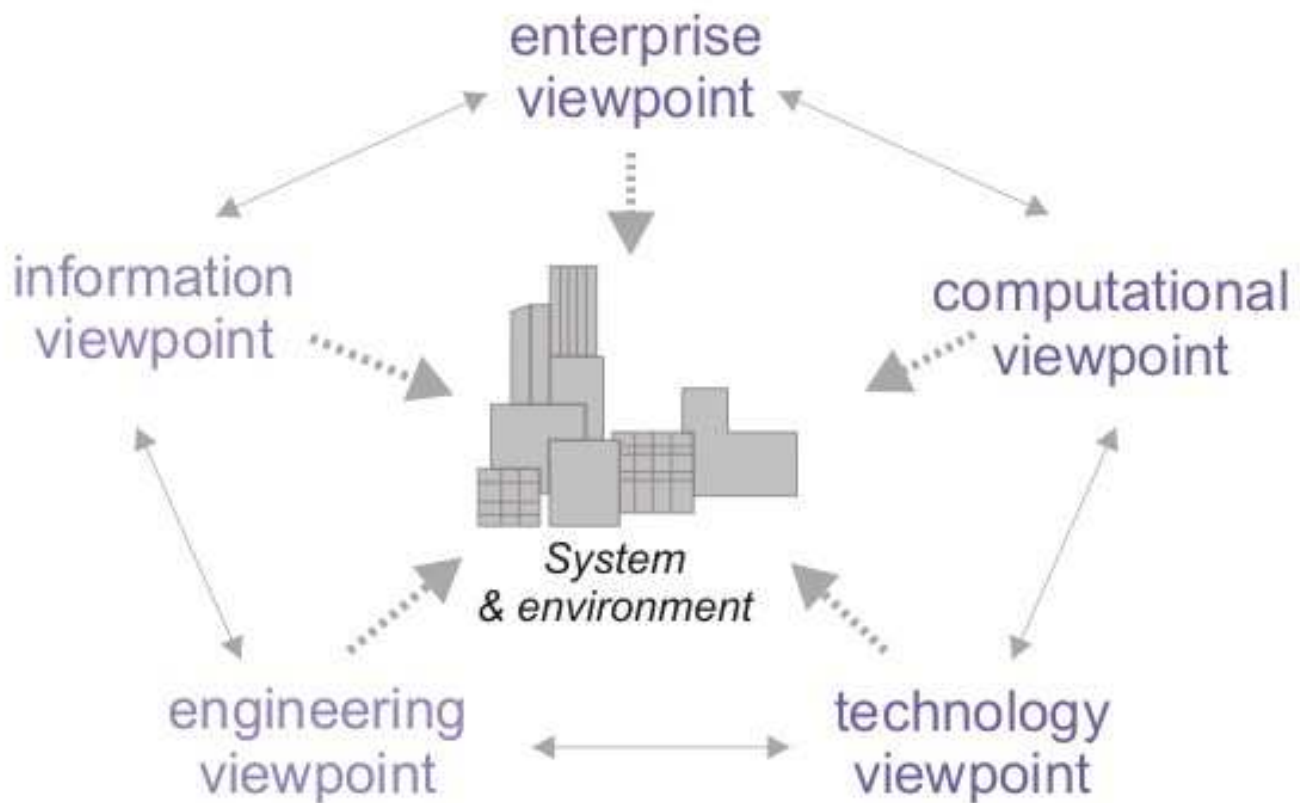 enterprise
viewpoint
information
viewpoint
computational
viewpoint
System
& environment
engineering
viewpoint
technology
viewpoint